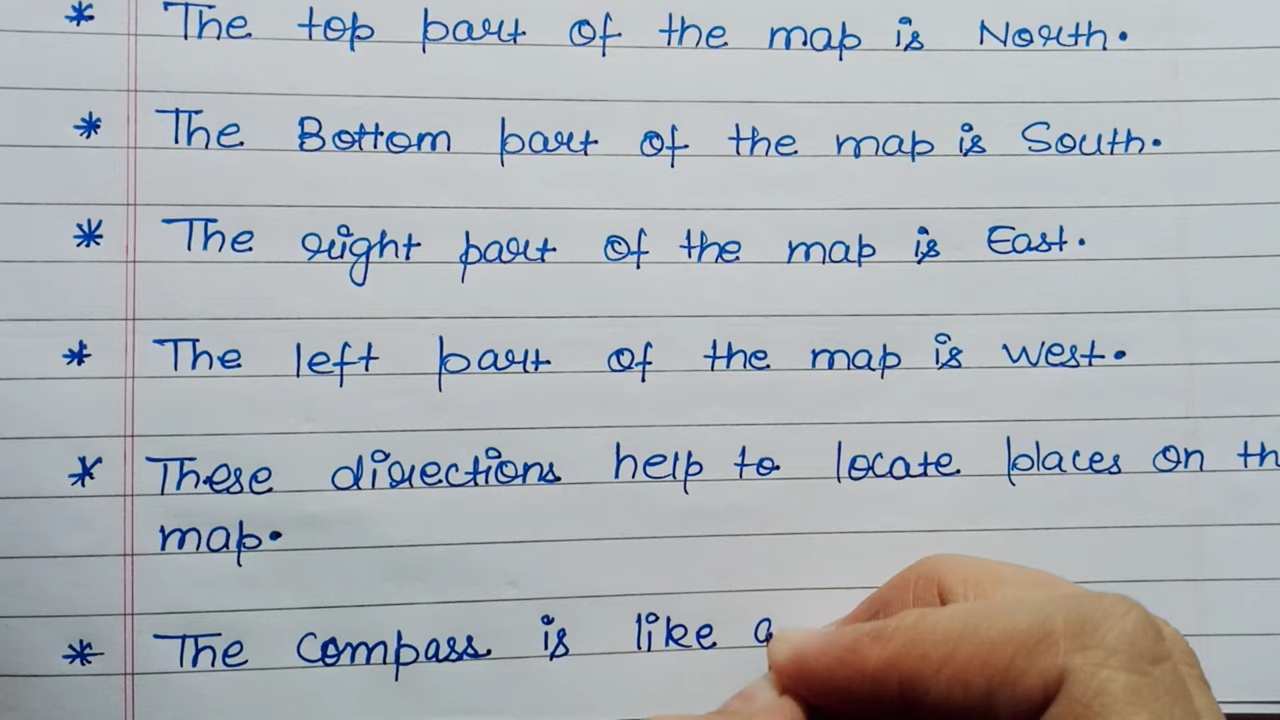 * The top part of the map is North.
* The Bottom part of the map is South.
* The right part of the map is East.
* The left part of the map is west.
* These directions help to locate places on th
map.
* The compass is like a